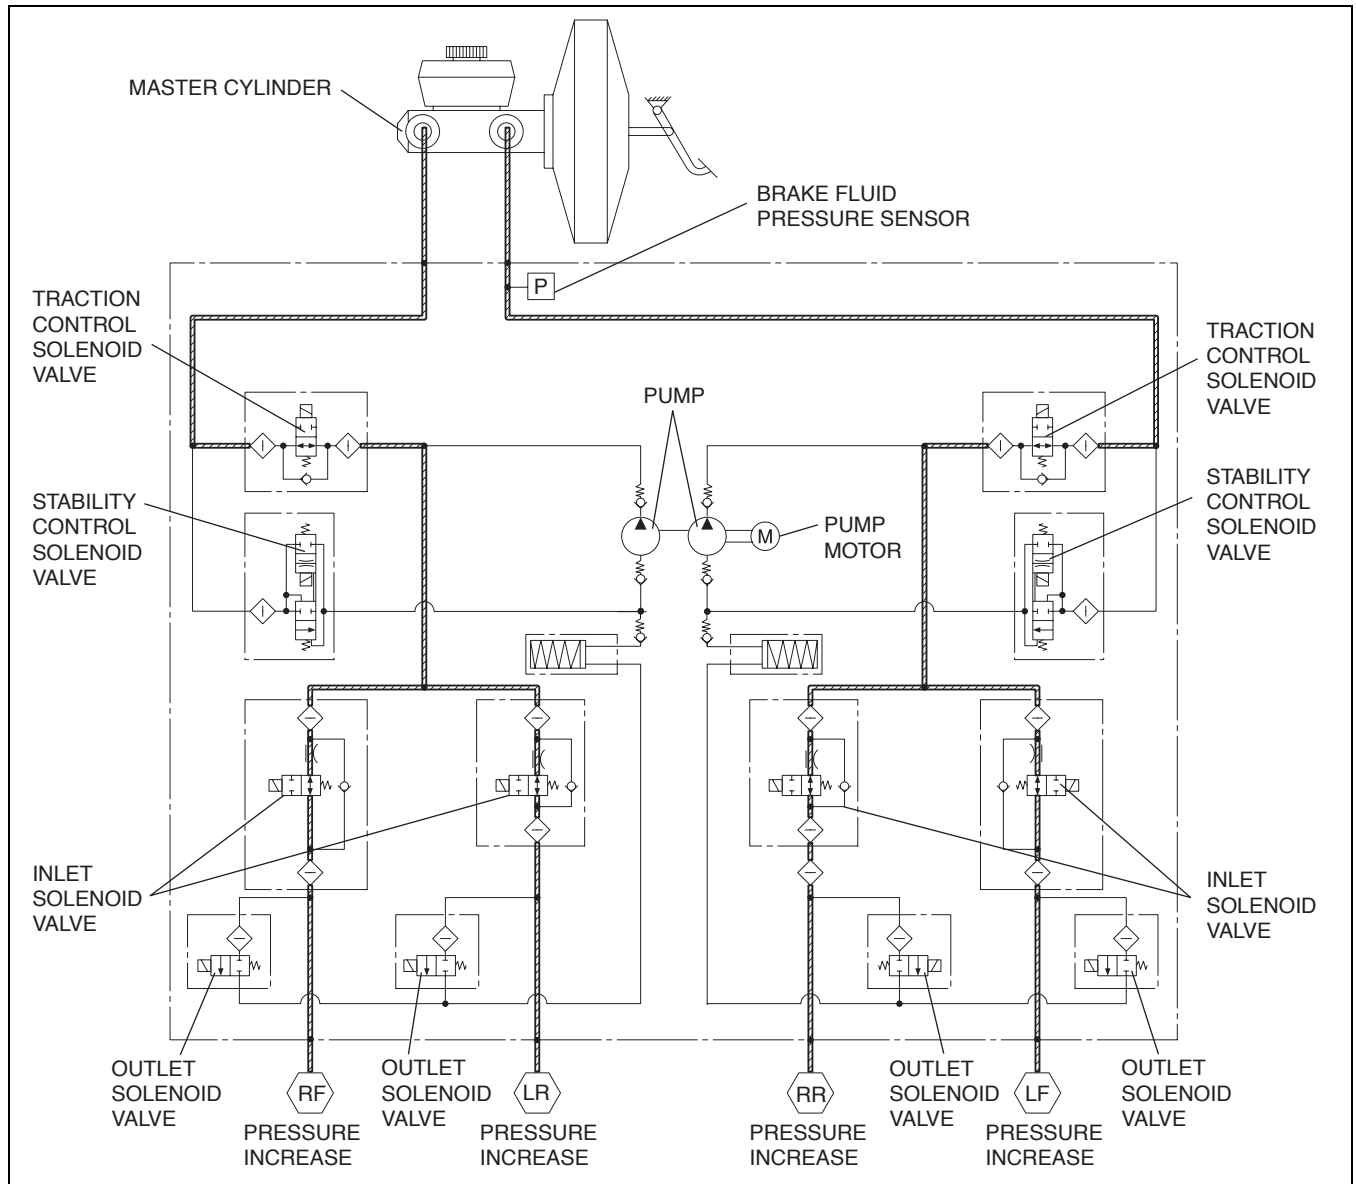 MASTER CYLINDER
BRAKE FLUID
PRESSURE SENSOR
P
TRACTION
CONTROL
SOLENOID
VALVE
TRACTION
CONTROL
SOLENOID
VALVE
PUMP
STABILITY
CONTROL
SOLENOID
VALVE
STABILITY
CONTROL
SOLENOID
VALVE
M
PUMP
MOTOR
INLET
SOLENOID
VALVE
INLET
SOLENOID
VALVE
OUTLET
SOLENOID
VALVE
RF
PRESSURE
INCREASE
OUTLET
SOLENOID
VALVE
LR
PRESSURE
INCREASE
RR
PRESSURE
INCREASE
OUTLET
SOLENOID
VALVE
LF
PRESSURE
INCREASE
OUTLET
SOLENOID
VALVE